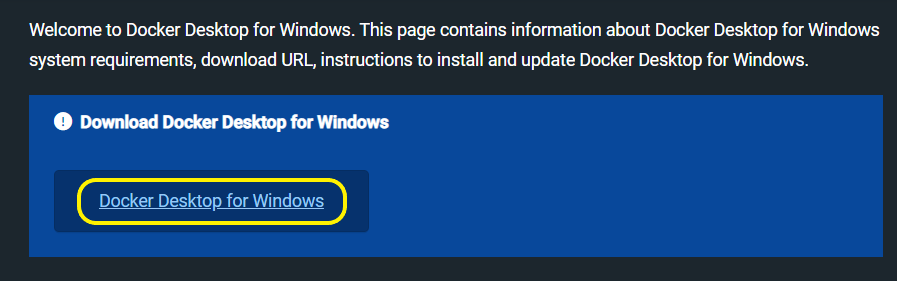 Welcome to Docker Desktop for Windows. This page contains information about Docker Desktop for Windows
system requirements, download URL, instructions to install and update Docker Desktop for Windows.
Download Docker Desktop for Windows
Docker Desktop for Windows